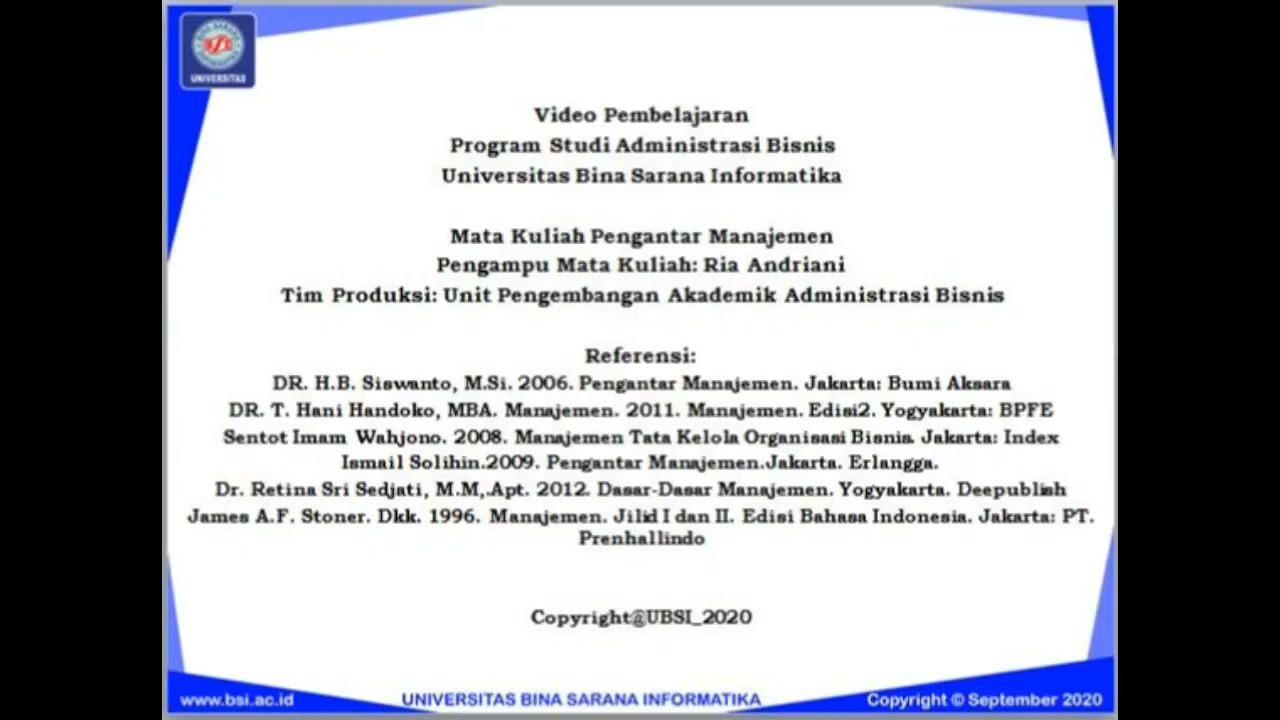 UNIVERSITAS
Video Pembelajaran
Program Studi Administrasi Bisnis
Universitas Bina Sarana Informatika
Mata Kuliah Pengantar Manajemen
Pengampu Mata Kuliah: Ria Andriani
Tim Produksi: Unit Pengembangan Akademik Administrasi Bisnis
Referensi:
DR. H.B. Siswanto, M.Si. 2006. Pengantar Manajemen. Jakarta: Bumi Aksara
DR. T. Hani Handoko, MBA. Manajemen. 2011. Manajemen. Edisi2. Yogyakarta: BPFE
Sentot Imam Wahjono. 2008. Manajemen Tata Kelola Organisasi Bisnis. Jakarta: Index
Ismail Solihin.2009. Pengantar Manajemen.Jakarta. Erlangga.
Dr. Retina Sri Sedjati, M.M,.Apt. 2012. Dasar-Dasar Manajemen. Yogyakarta. Deepublish
James A.F. Stoner. Dkk. 1996. Manajemen. Jilid I dan II. Edisi Bahasa Indonesia. Jakarta: PT.
Prenhallindo
Copyright@UBSI_2020
www.bsi.ac.id UNIVERSITAS BINA SARANA INFORMATIKA Copyright © September 2020